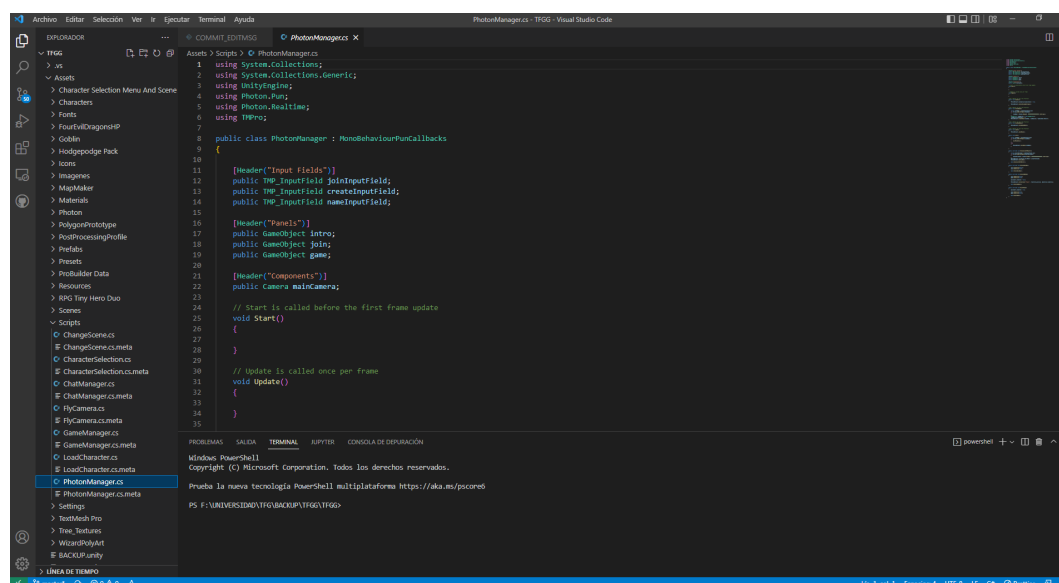 Archivo Editar Selección Ver Ir Ejecutar Terminal Ayuda
PhotonManager.cs - TFGG - Visual Studio Code
EXPLORADOR
TFGG
.vs
Assets
Character Selection Menu And Scene
Characters
Fonts
FourEvilDragonsHP
Goblin
Hodgepodge Pack
Icons
Imagenes
MapMaker
Materials
Photon
PolygonPrototype
PostProcessingProfile
Prefabs
Presets
ProBuilder Data
Resources
RPG Tiny Hero Duo
Scenes
Scripts
ChangeScene.cs
ChangeScene.cs.meta
CharacterSelection.cs
CharacterSelection.cs.meta
ChatManager.cs
ChatManager.cs.meta
FlyCamera.cs
FlyCamera.cs.meta
GameManager.cs
GameManager.cs.meta
LoadCharacter.cs
LoadCharacter.cs.meta
PhotonManager.cs
PhotonManager.cs.meta
Settings
TextMesh Pro
Tree_Textures
WizardPolyArt
BACKUP.unity
LÍNEA DE TIEMPO
COMMIT_EDITMSG PhotonManager.cs
Assets > Scripts > PhotonManager.cs
1 using System.Collections;
2 using System.Collections.Generic;
3 using UnityEngine;
4 using Photon.Pun;
5 using Photon.Realtime;
6 using TMPro;
7
8 public class PhotonManager : MonoBehaviourPunCallbacks
9 {
10
11 [Header("Input Fields")]
12 public TMP_InputField joinInputField;
13 public TMP_InputField createInputField;
14 public TMP_InputField nameInputField;
15
16 [Header("Panels")]
17 public GameObject intro;
18 public GameObject join;
19 public GameObject game;
20
21 [Header("Components")]
22 public Camera mainCamera;
23
24 // Start is called before the first frame update
25 void Start()
26 {
27
28 }
29
30 // Update is called once per frame
31 void Update()
32 {
33
34 }
35
PROBLEMAS SALIDA TERMINAL JUPYTER CONSOLA DE DEPURACIÓN
powershell
Windows PowerShell
Copyright (C) Microsoft Corporation. Todos los derechos reservados.
Prueba la nueva tecnología PowerShell multiplataforma https://aka.ms/pscore6
PS F:\UNIVERSIDAD\TFG\BACKUP\TFGG\TFGG>